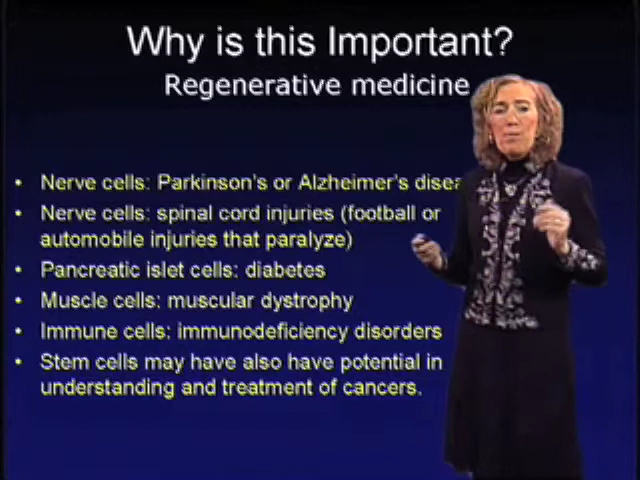 Why is this Important?
Regenerative medicine
• Nerve cells: Parkinson's or Alzheimer's disea
• Nerve cells: spinal cord injuries (football or
automobile injuries that paralyze)
• Pancreatic islet cells: diabetes
• Muscle cells: muscular dystrophy
• Immune cells: immunodeficiency disorders
• Stem cells may have also have potential in
understanding and treatment of cancers.